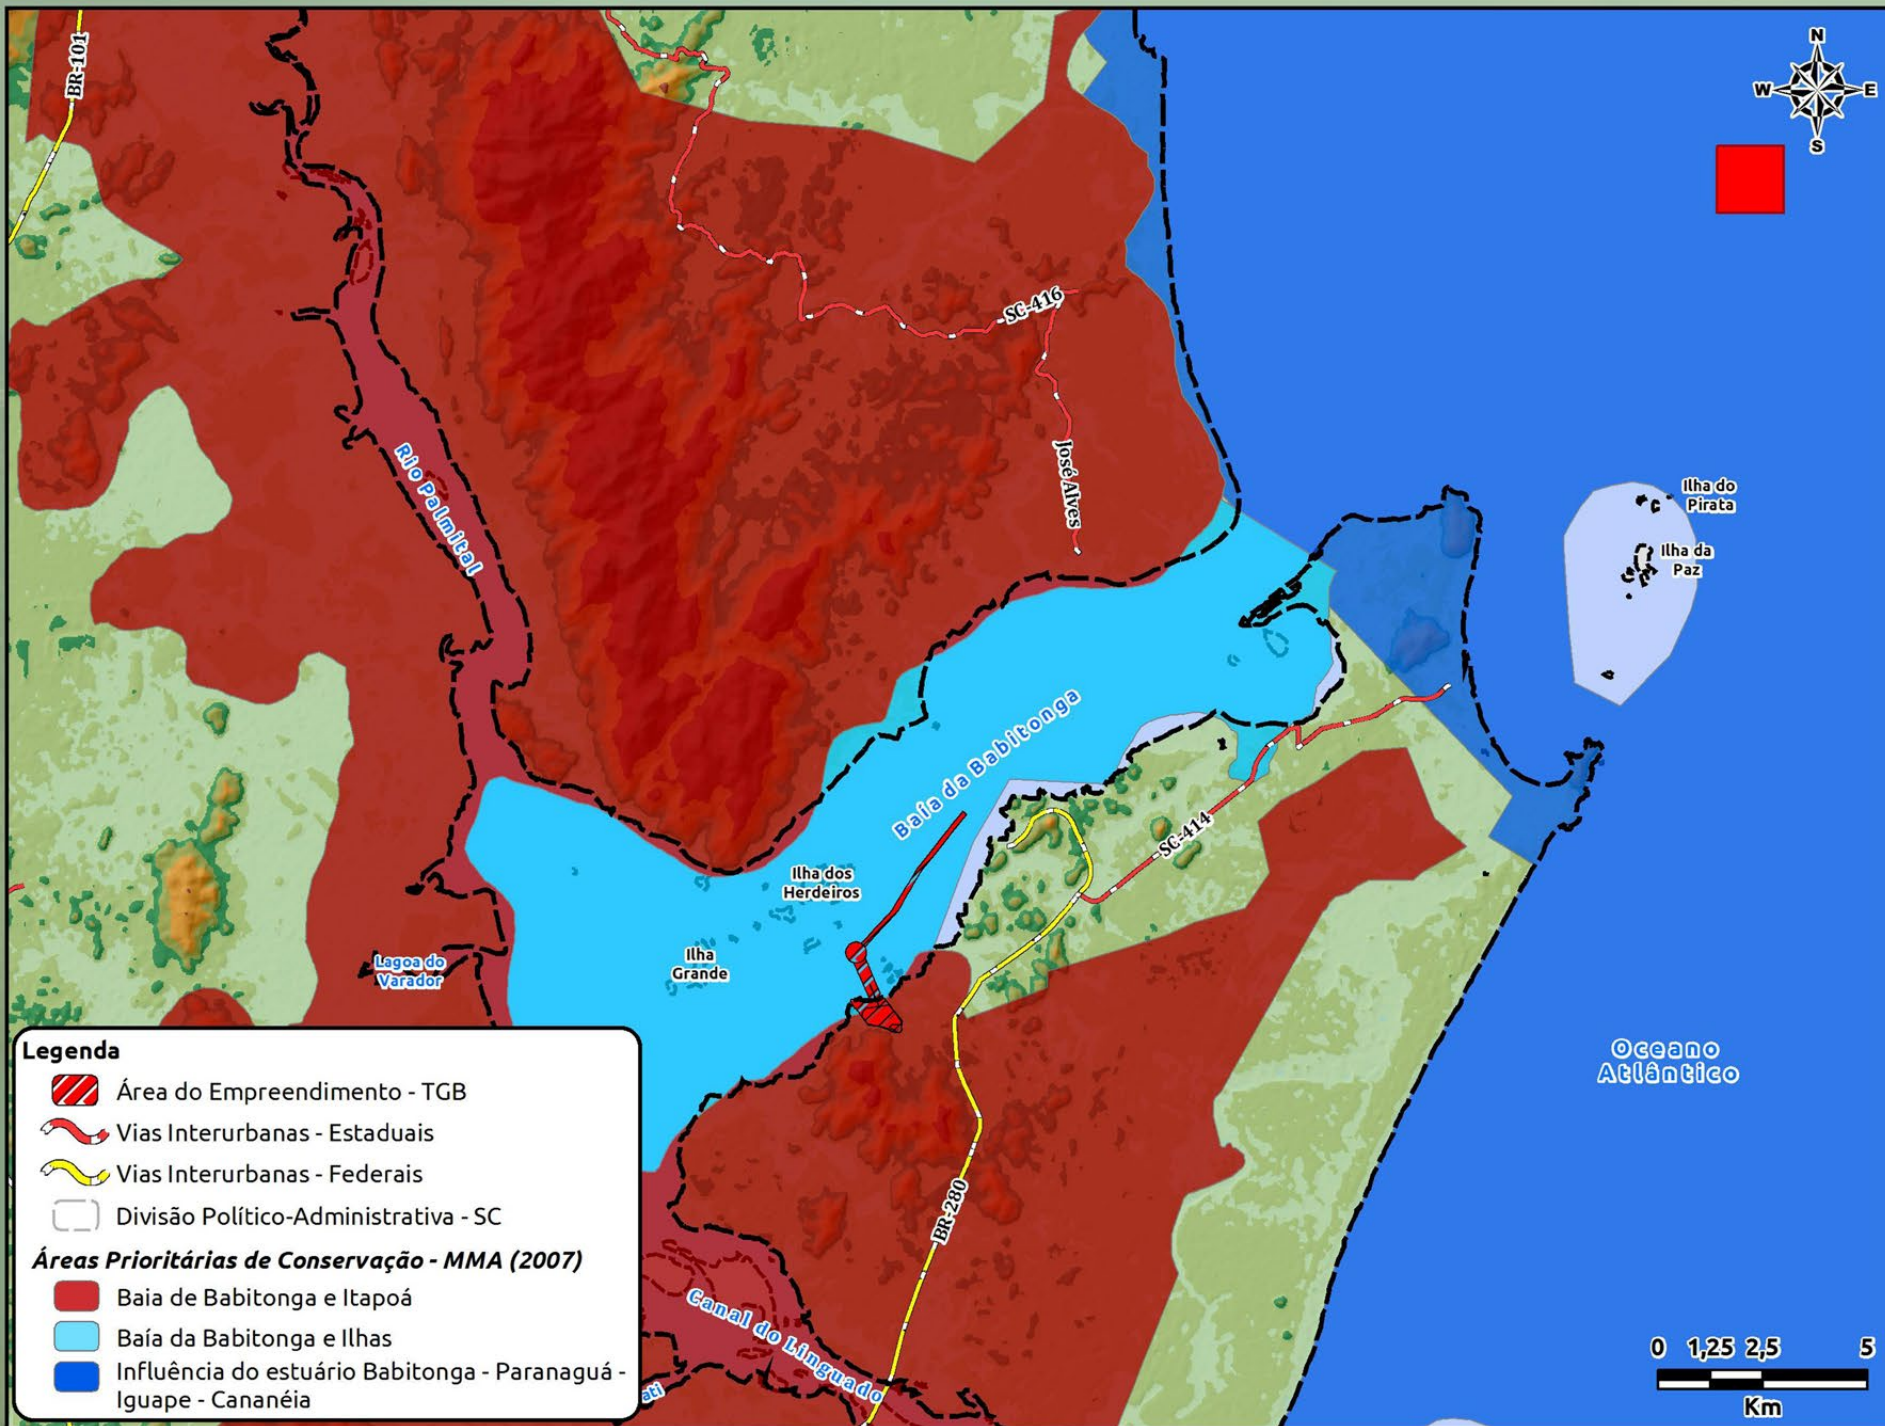 BR-101
N
W
E
S
SC-416
José Alves
Rio Palmital
Ilha do
Pirata
Ilha da
Paz
Baía da Babitonga
SC-414
Ilha dos
Herdeiros
Ilha
Grande
Lagoa do
Varador
Oceano
Atlântico
BR-280
Canal do Linguado
ati
Legenda
Área do Empreendimento - TGB
Vias Interurbanas - Estaduais
Vias Interurbanas - Federais
Divisão Político-Administrativa - SC
Áreas Prioritárias de Conservação - MMA (2007)
Baia de Babitonga e Itapoá
Baía da Babitonga e Ilhas
Influência do estuário Babitonga - Paranaguá -
Iguape - Cananéia
0 1,25 2,5 5
Km